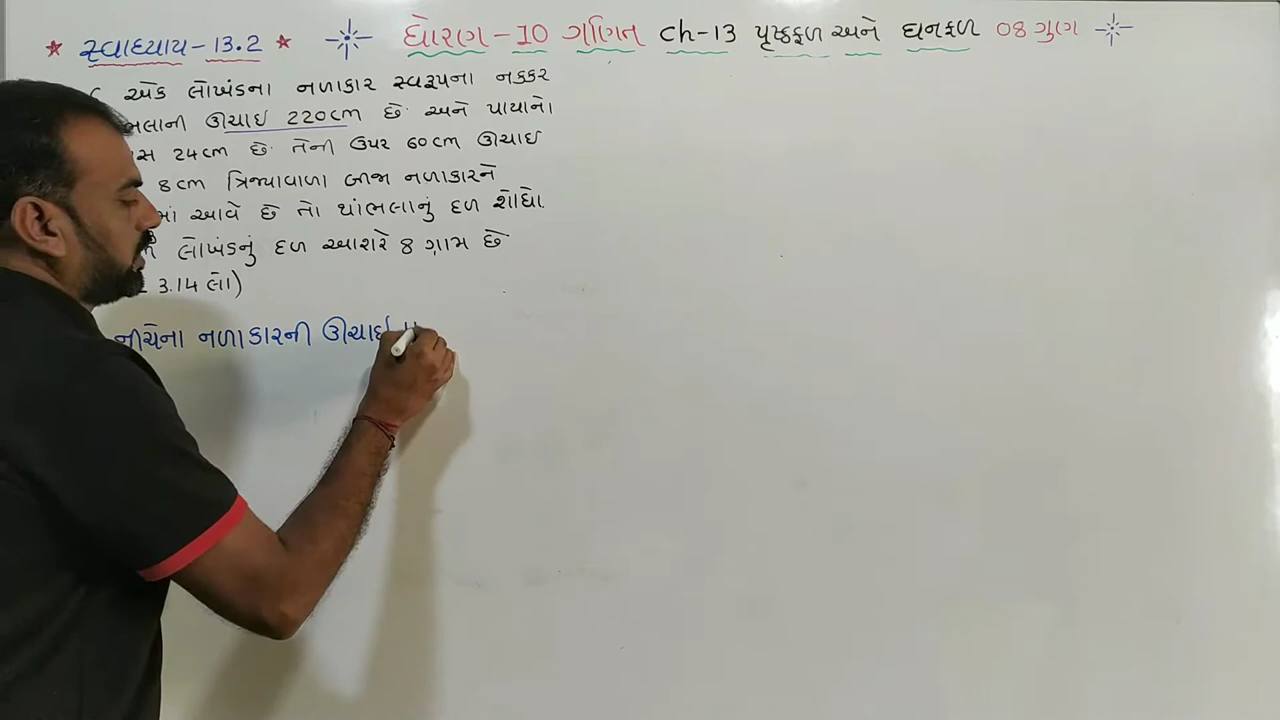 ★ સ્વાધ્યાય - 13.2 ★ ધોરણ - 10 ગણિત ch-13 પૃષ્ઠફળ અને ઘનફળ 08 ગુણ
એક લોખંડના નળાકાર સ્વરૂપના નક્કર
ઊંચાઇ 220cm છે અને પાયાનો
24cm છે. તેની ઉપર 60cm ઊંચાઇ
8cm ત્રિજ્યાવાળા બીજા નળાકારને
આવે છે તો થાંભલાનું દળ શોધો.
લોખંડનું દળ આશરે 8 ગ્રામ છે
3.14 લો)
નીચેના નળાકારની ઊંચાઇ